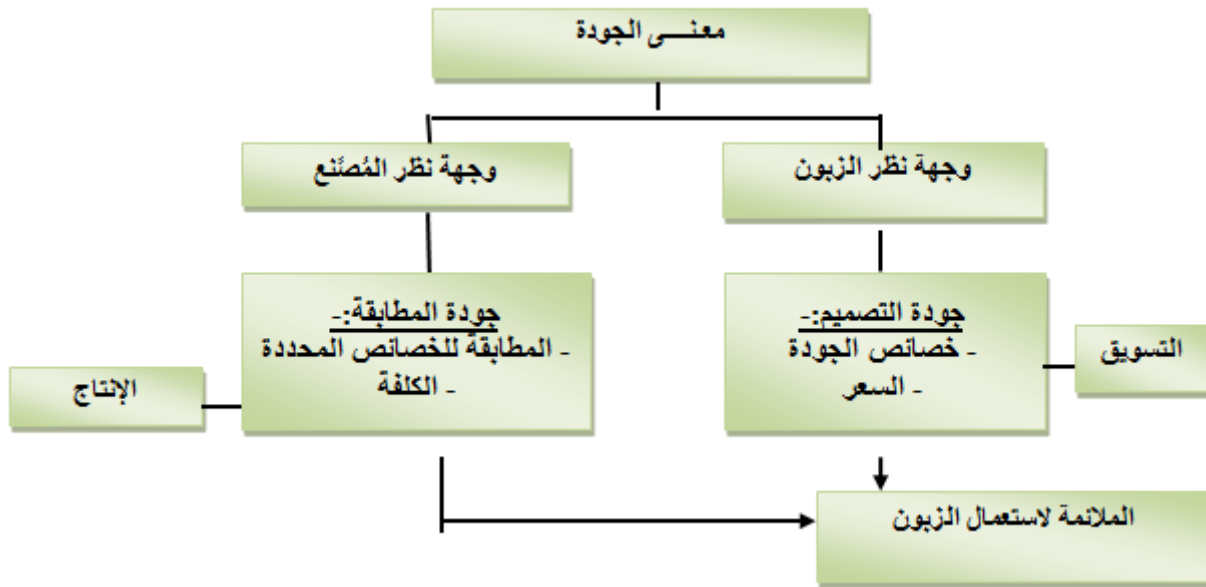 معنـــى الجودة
وجهة نظر الزبون
وجهة نظر المُصَّنع
جودة التصميم:-
- خصائص الجودة
- السعر
جودة المطابقة:-
- المطابقة للخصائص المحددة
- الكلفة
التسويق
الإنتاج
الملائمة لاستعمال الزبون